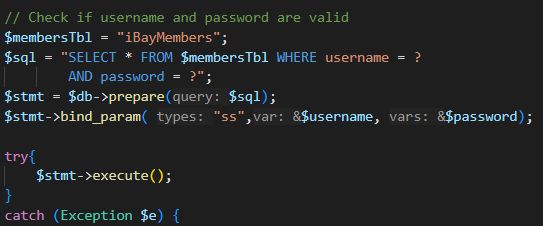 // Check if username and password are valid
$membersTbl = "iBayMembers";
$sql = "SELECT * FROM $membersTbl WHERE username = ?
AND password = ?";
$stmt = $db->prepare(query: $sql);
$stmt->bind_param( types: "ss",var: &$username, vars: &$password);
try{
$stmt->execute();
}
catch (Exception $e) {